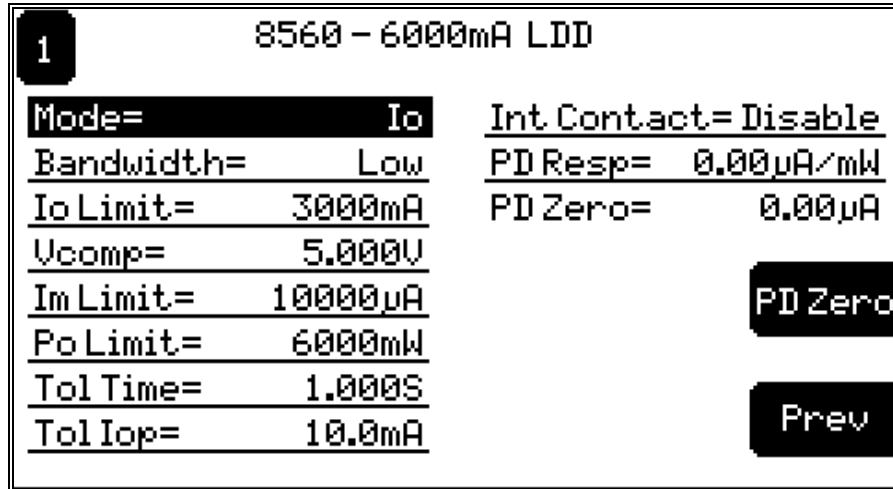 1
8560 – 6000mA LDD
Mode= Io
Bandwidth= Low
Io Limit= 3000mA
Vcomp= 5.000V
Im Limit= 10000µA
Po Limit= 6000mW
Tol Time= 1.000S
Tol Iop= 10.0mA
Int Contact= Disable
PD Resp= 0.00µA/mW
PD Zero= 0.00µA
PD Zero
Prev